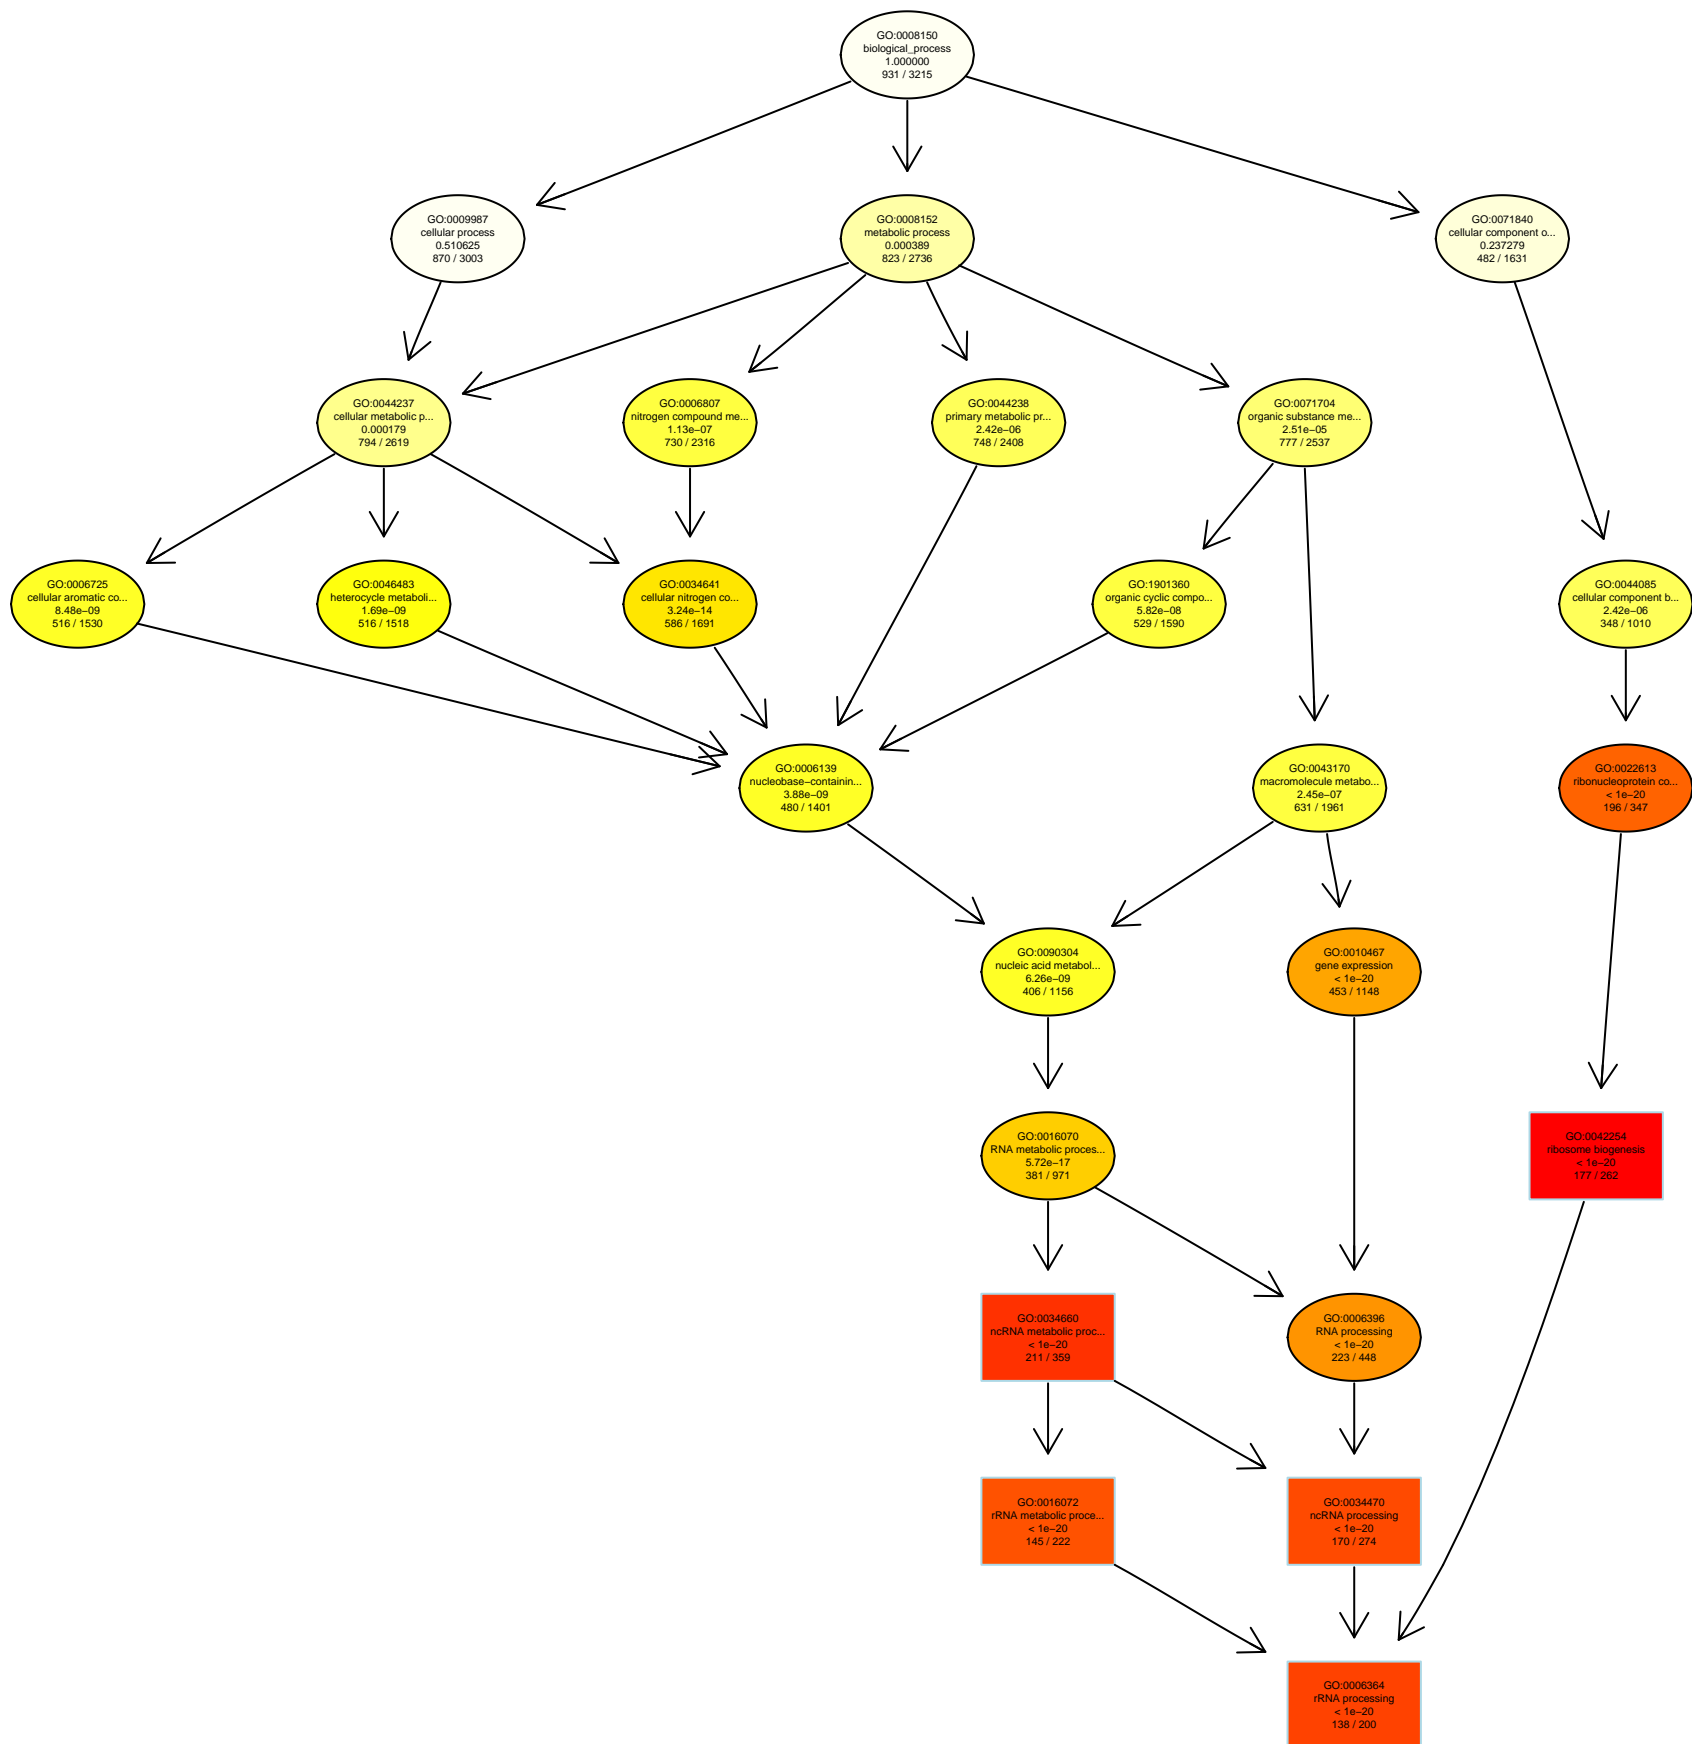 GO:0008150
biological_process
1.000000
931 / 3215
GO:0009987
cellular process
0.510625
870 / 3003
GO:0008152
metabolic process
0.000389
823 / 2736
GO:0071840
cellular component o...
0.237279
482 / 1631
GO:0044237
cellular metabolic p...
0.000179
794 / 2619
GO:0006807
nitrogen compound me...
1.13e−07
730 / 2316
GO:0044238
primary metabolic pr...
2.42e−06
748 / 2408
GO:0071704
organic substance me...
2.51e−05
777 / 2537
GO:0006725
cellular aromatic co...
8.48e−09
516 / 1530
GO:0046483
heterocycle metaboli...
1.69e−09
516 / 1518
GO:0034641
cellular nitrogen co...
3.24e−14
586 / 1691
GO:1901360
organic cyclic compo...
5.82e−08
529 / 1590
GO:0044085
cellular component b...
2.42e−06
348 / 1010
GO:0006139
nucleobase−containin...
3.88e−09
480 / 1401
GO:0043170
macromolecule metabo...
2.45e−07
631 / 1961
GO:0022613
ribonucleoprotein co...
< 1e−20
196 / 347
GO:0090304
nucleic acid metabol...
6.26e−09
406 / 1156
GO:0010467
gene expression
< 1e−20
453 / 1148
GO:0016070
RNA metabolic proces...
5.72e−17
381 / 971
GO:0042254
ribosome biogenesis
< 1e−20
177 / 262
GO:0034660
ncRNA metabolic proc...
< 1e−20
211 / 359
GO:0006396
RNA processing
< 1e−20
223 / 448
GO:0016072
rRNA metabolic proce...
< 1e−20
145 / 222
GO:0034470
ncRNA processing
< 1e−20
170 / 274
GO:0006364
rRNA processing
< 1e−20
138 / 200